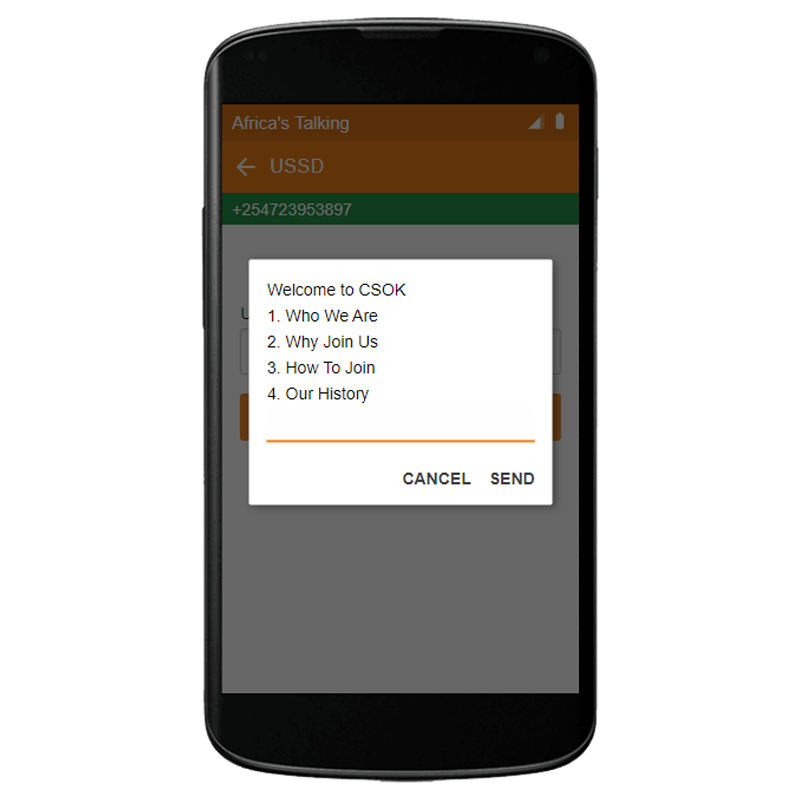 Africa's Talking
USSD
+254723953897
Welcome to CSOK
1. Who We Are
2. Why Join Us
3. How To Join
4. Our History
CANCEL SEND